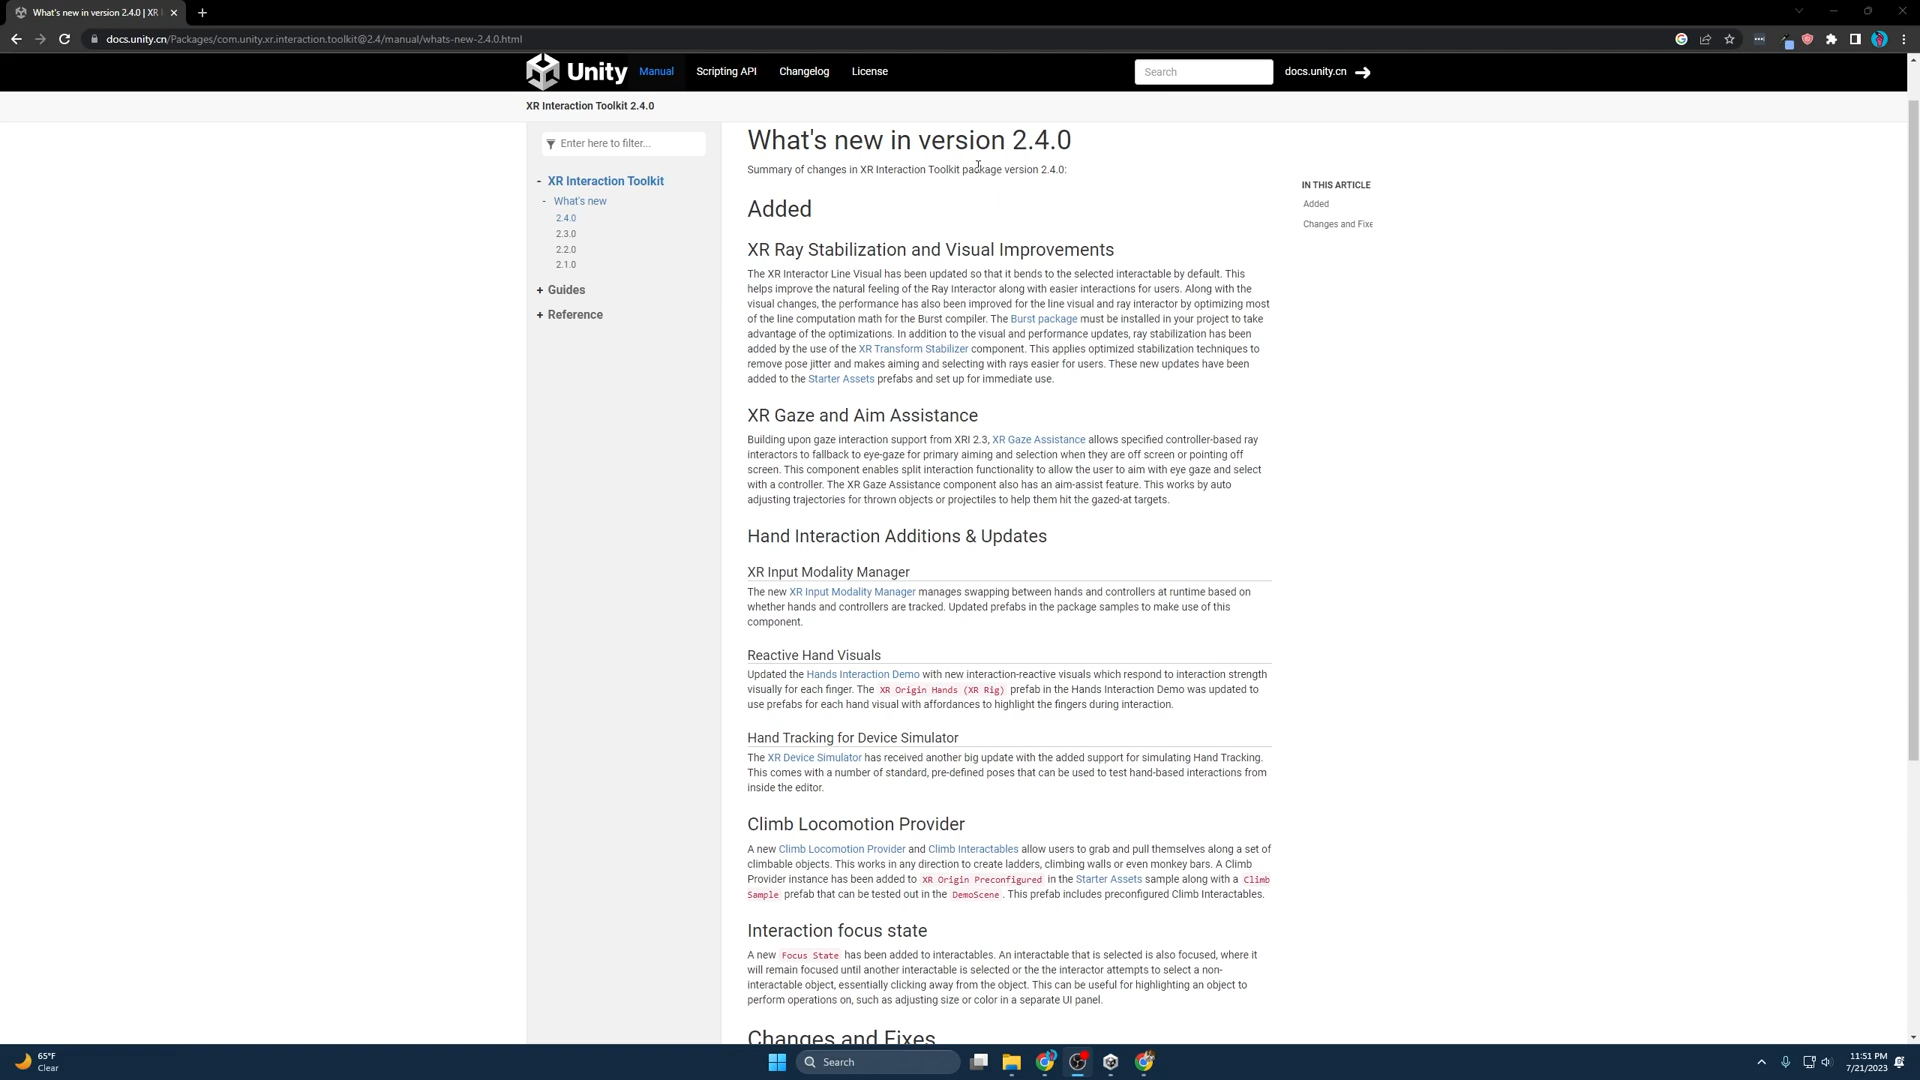 What's new in version 2.4.0 | XR I
docs.unity.cn/Packages/com.unity.xr.interaction.toolkit@2.4/manual/whats-new-2.4.0.html
Unity
Manual
Scripting API
Changelog
License
Search
docs.unity.cn
XR Interaction Toolkit 2.4.0
Enter here to filter...
- XR Interaction Toolkit
- What's new
2.4.0
2.3.0
2.2.0
2.1.0
+ Guides
+ Reference
What's new in version 2.4.0
Summary of changes in XR Interaction Toolkit package version 2.4.0:
Added
XR Ray Stabilization and Visual Improvements
The XR Interactor Line Visual has been updated so that it bends to the selected interactable by default. This
helps improve the natural feeling of the Ray Interactor along with easier interactions for users. Along with the
visual changes, the performance has also been improved for the line visual and ray interactor by optimizing most
of the line computation math for the Burst compiler. The Burst package must be installed in your project to take
advantage of the optimizations. In addition to the visual and performance updates, ray stabilization has been
added by the use of the XR Transform Stabilizer component. This applies optimized stabilization techniques to
remove pose jitter and makes aiming and selecting with rays easier for users. These new updates have been
added to the Starter Assets prefabs and set up for immediate use.
XR Gaze and Aim Assistance
Building upon gaze interaction support from XRI 2.3, XR Gaze Assistance allows specified controller-based ray
interactors to fallback to eye-gaze for primary aiming and selection when they are off screen or pointing off
screen. This component enables split interaction functionality to allow the user to aim with eye gaze and select
with a controller. The XR Gaze Assistance component also has an aim-assist feature. This works by auto
adjusting trajectories for thrown objects or projectiles to help them hit the gazed-at targets.
Hand Interaction Additions & Updates
XR Input Modality Manager
The new XR Input Modality Manager manages swapping between hands and controllers at runtime based on
whether hands and controllers are tracked. Updated prefabs in the package samples to make use of this
component.
Reactive Hand Visuals
Updated the Hands Interaction Demo with new interaction-reactive visuals which respond to interaction strength
visually for each finger. The XR Origin Hands (XR Rig) prefab in the Hands Interaction Demo was updated to
use prefabs for each hand visual with affordances to highlight the fingers during interaction.
Hand Tracking for Device Simulator
The XR Device Simulator has received another big update with the added support for simulating Hand Tracking.
This comes with a number of standard, pre-defined poses that can be used to test hand-based interactions from
inside the editor.
Climb Locomotion Provider
A new Climb Locomotion Provider and Climb Interactables allow users to grab and pull themselves along a set of
climbable objects. This works in any direction to create ladders, climbing walls or even monkey bars. A Climb
Provider instance has been added to XR Origin Preconfigured in the Starter Assets sample along with a Climb
Sample prefab that can be tested out in the DemoScene. This prefab includes preconfigured Climb Interactables.
Interaction focus state
A new Focus State has been added to interactables. An interactable that is selected is also focused, where it
will remain focused until another interactable is selected or the the interactor attempts to select a non-
interactable object, essentially clicking away from the object. This can be useful for highlighting an object to
perform operations on, such as adjusting size or color in a separate UI panel.
Changes and Fixes
IN THIS ARTICLE
Added
Changes and Fixe
65°F
Clear
Search
11:51 PM
7/21/2023